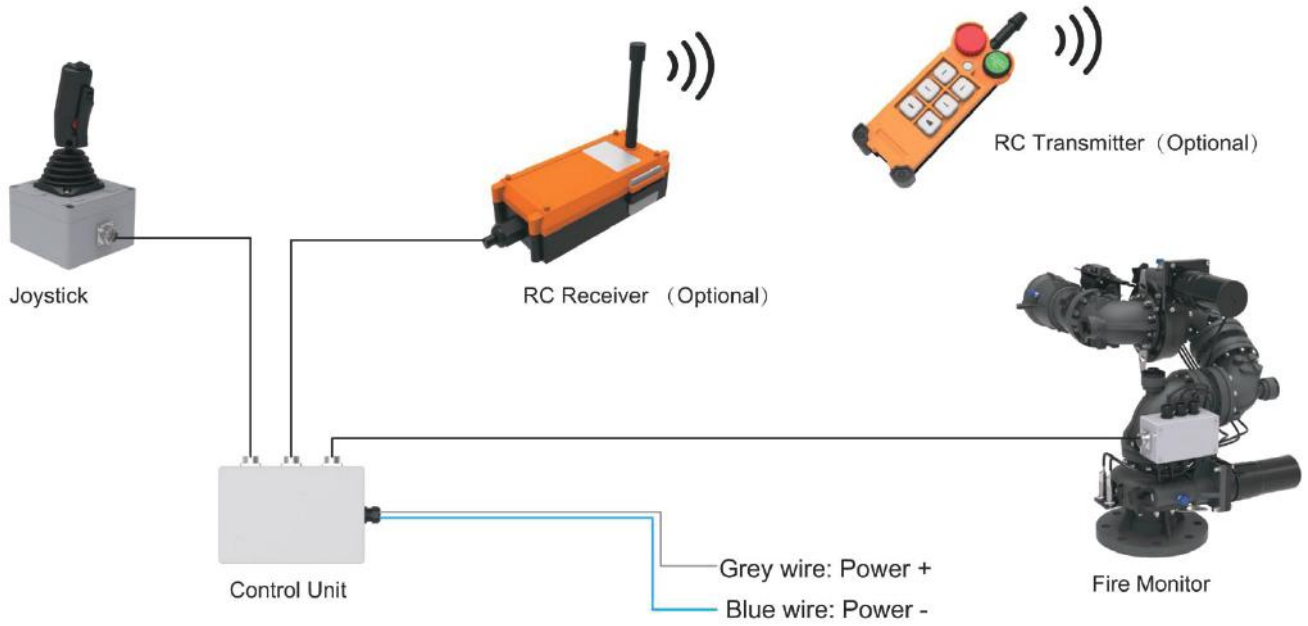 RC Transmitter（Optional）
Joystick
RC Receiver （Optional）
Grey wire: Power +
Control Unit
Fire Monitor
Blue wire: Power -